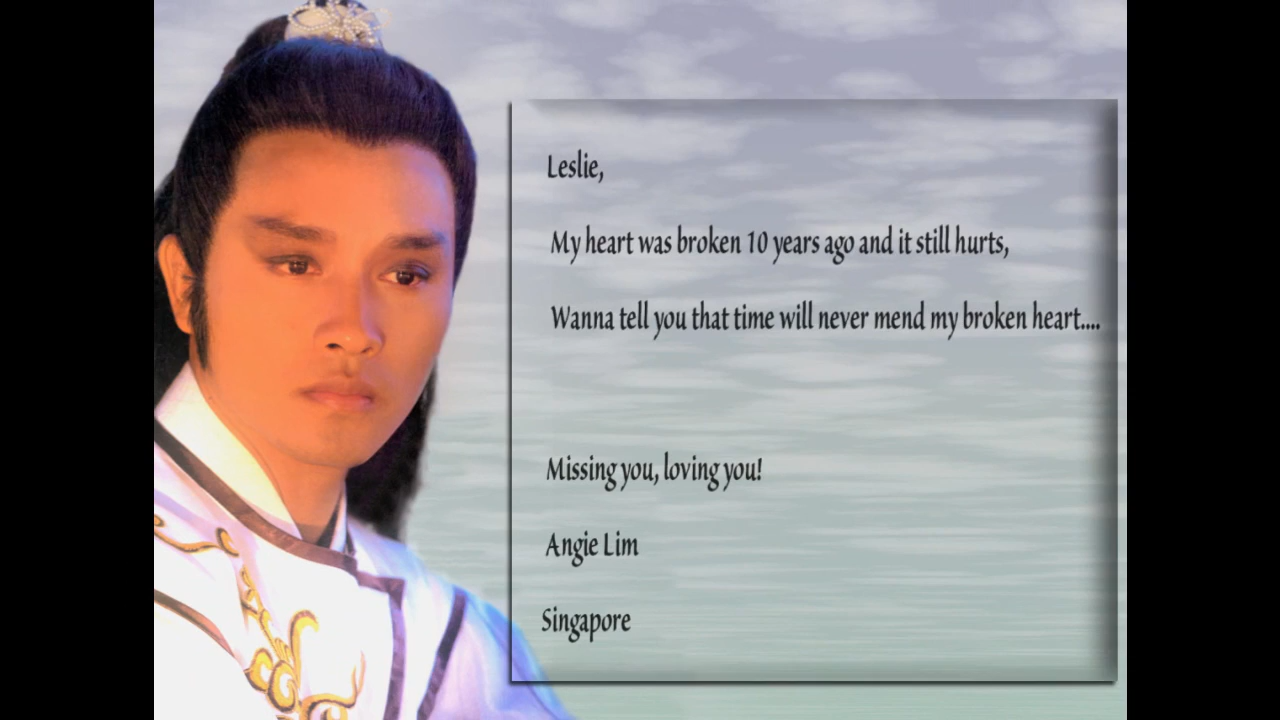 Leslie,
My heart was broken 10 years ago and it still hurts,
Wanna tell you that time will never mend my broken heart....
Missing you, loving you!
Angie Lim
Singapore